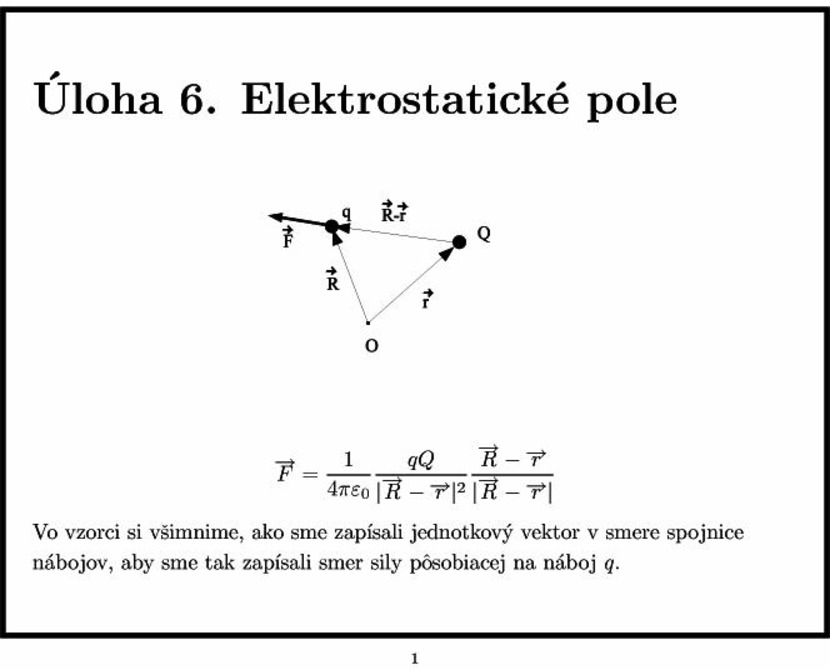 Úloha 6. Elektrostatické pole
q
R⃗-r⃗
Q
F⃗
R⃗
r⃗
O
F⃗ = 1/(4πε₀) qQ/|R⃗ − r⃗|² (R⃗ − r⃗)/|R⃗ − r⃗|
Vo vzorci si všimnime, ako sme zapísali jednotkový vektor v smere spojnice
nábojov, aby sme tak zapísali smer sily pôsobiacej na náboj q.
1